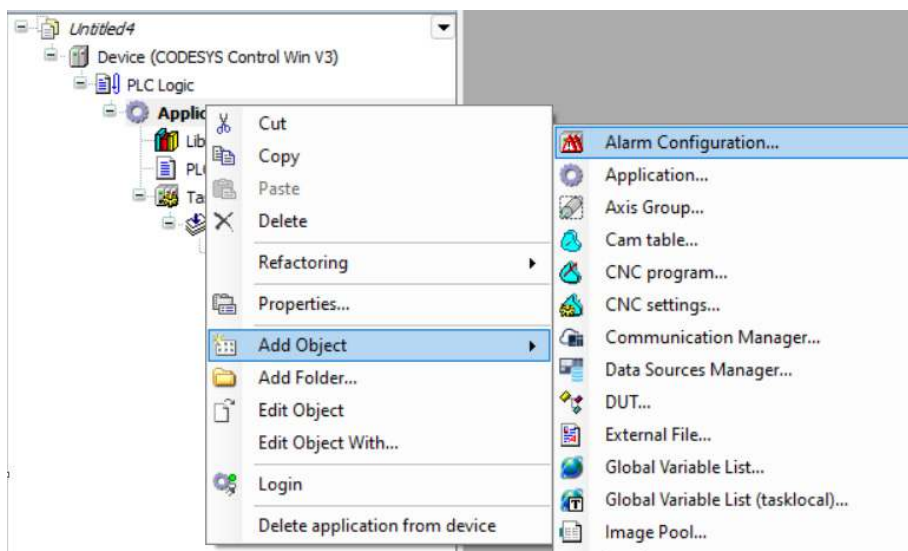 Untitled4
Device (CODESYS Control Win V3)
PLC Logic
Cut
Copy
Paste
Delete
Refactoring
Properties...
Add Object
Add Folder...
Edit Object
Edit Object With...
Login
Delete application from device
Alarm Configuration...
Application...
Axis Group...
Cam table...
CNC program...
CNC settings...
Communication Manager...
Data Sources Manager...
DUT...
External File...
Global Variable List...
Global Variable List (tasklocal)...
Image Pool...